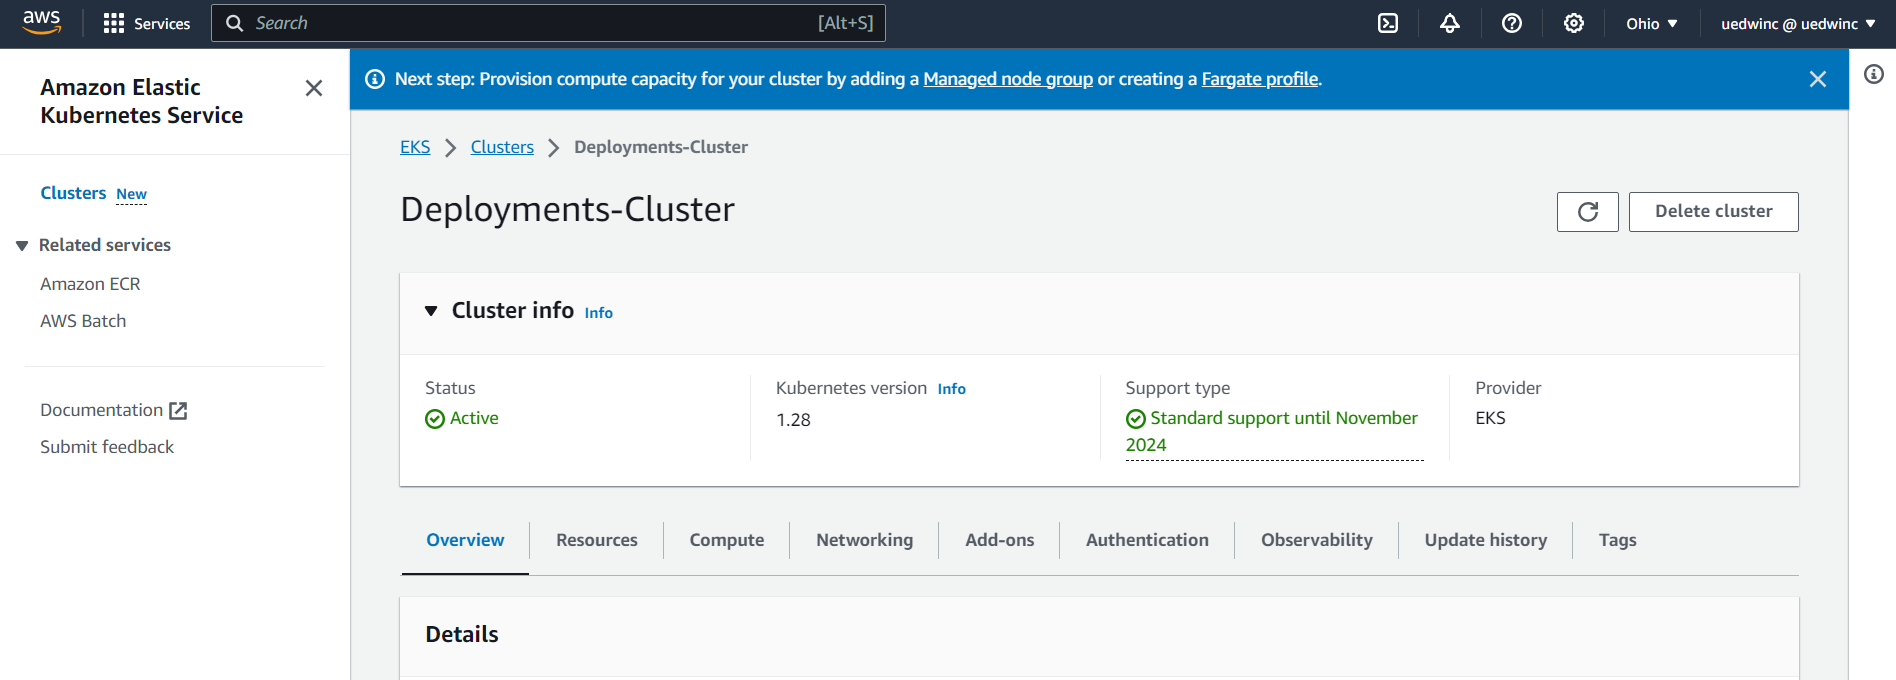 aws
Services
Search [Alt+S]
Ohio
uedwinc @ uedwinc
Amazon Elastic
Kubernetes Service
Clusters New
Related services
Amazon ECR
AWS Batch
Documentation
Submit feedback
Next step: Provision compute capacity for your cluster by adding a Managed node group or creating a Fargate profile.
EKS Clusters Deployments-Cluster
Deployments-Cluster
Delete cluster
Cluster info Info
Status
Active
Kubernetes version Info
1.28
Support type
Standard support until November
2024
Provider
EKS
Overview Resources Compute Networking Add-ons Authentication Observability Update history Tags
Details